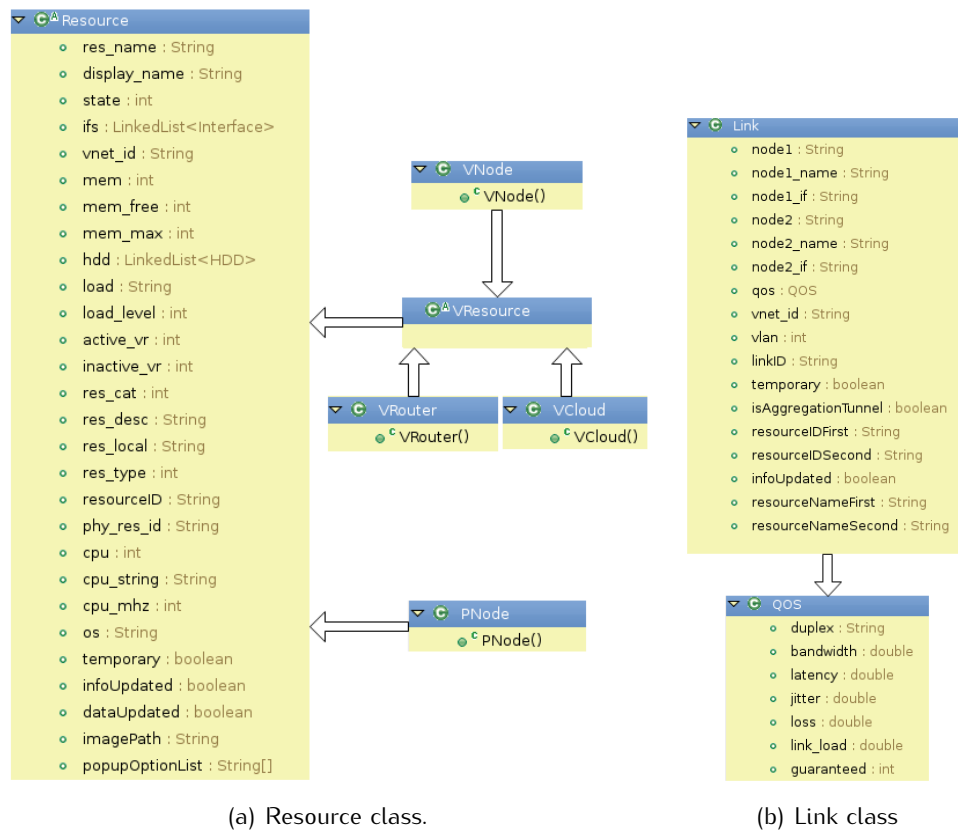 Resource
res_name : String
display_name : String
state : int
ifs : LinkedList<Interface>
vnet_id : String
mem : int
mem_free : int
mem_max : int
hdd : LinkedList<HDD>
load : String
load_level : int
active_vr : int
inactive_vr : int
res_cat : int
res_desc : String
res_local : String
res_type : int
resourceID : String
phy_res_id : String
cpu : int
cpu_string : String
cpu_mhz : int
os : String
temporary : boolean
infoUpdated : boolean
dataUpdated : boolean
imagePath : String
popupOptionList : String[]
VNode
VNode()
VResource
VRouter
VRouter()
VCloud
VCloud()
PNode
PNode()
(a) Resource class.
Link
node1 : String
node1_name : String
node1_if : String
node2 : String
node2_name : String
node2_if : String
qos : QOS
vnet_id : String
vlan : int
linkID : String
temporary : boolean
isAggregationTunnel : boolean
resourceIDFirst : String
resourceIDSecond : String
infoUpdated : boolean
resourceNameFirst : String
resourceNameSecond : String
QOS
duplex : String
bandwidth : double
latency : double
jitter : double
loss : double
link_load : double
guaranteed : int
(b) Link class